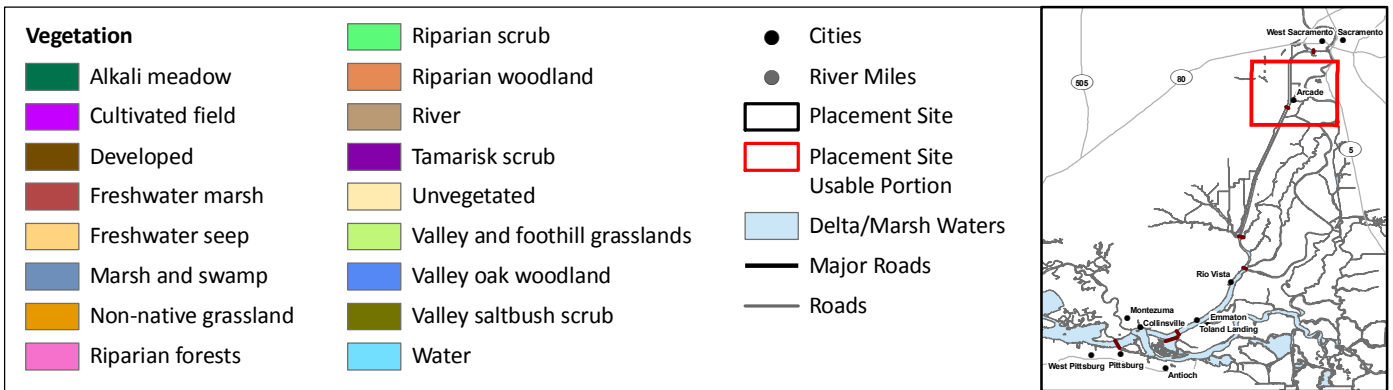 Vegetation
Alkali meadow
Cultivated field
Developed
Freshwater marsh
Freshwater seep
Marsh and swamp
Non-native grassland
Riparian forests
Riparian scrub
Riparian woodland
River
Tamarisk scrub
Unvegetated
Valley and foothill grasslands
Valley oak woodland
Valley saltbush scrub
Water
Cities
River Miles
Placement Site
Placement Site
Usable Portion
Delta/Marsh Waters
Major Roads
Roads
West Sacramento
Sacramento
80
505
Arcade
5
Rio Vista
Montezuma
Collinsville
Emmaton
Toland Landing
West Pittsburg
Pittsburg
Antioch